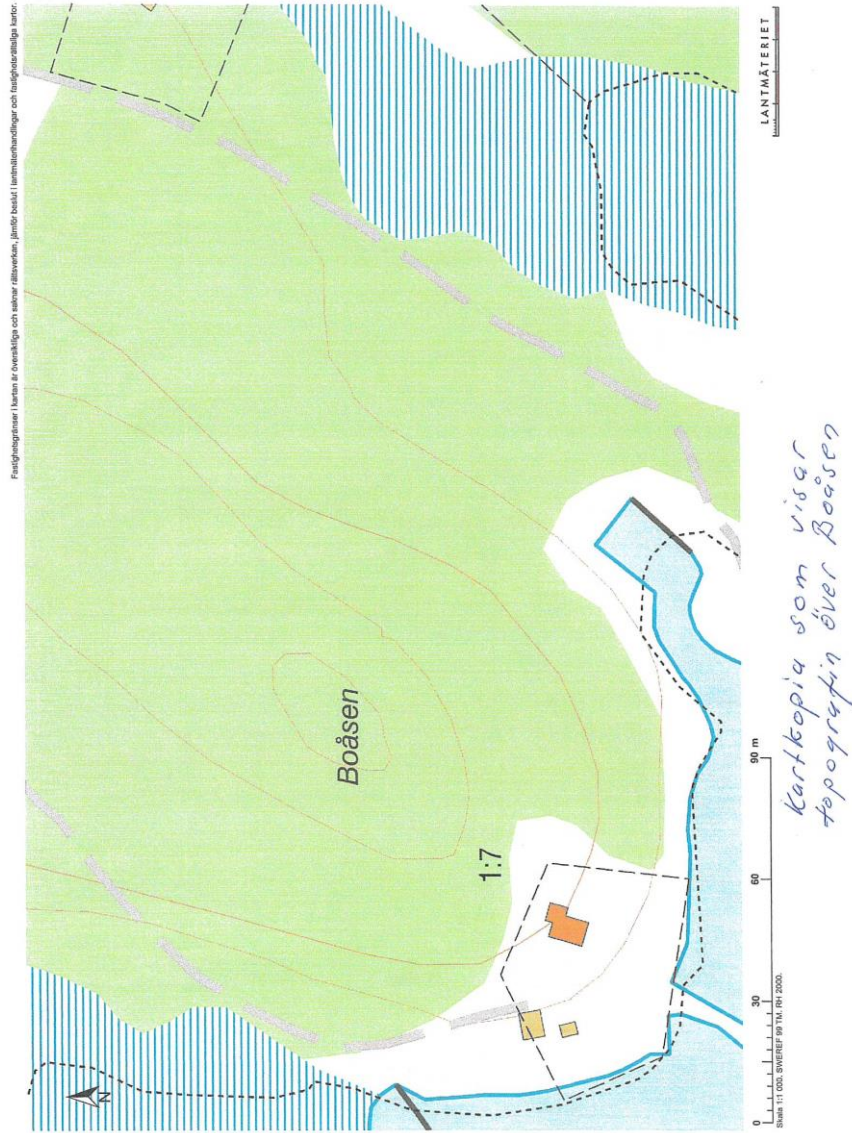 Fastighetsgränser i kartan är översiktliga och saknar rättsverkan, jämför beslut i lantmäterihandlingar och fastighetsrättsliga kartor.
N
Boåsen
1:7
0 30 60 90 m
Skala 1:1 000, SWEREF 99 TM, RH 2000.
LANTMÄTERIET
Kartkopia som visar
topografin över Boåsen